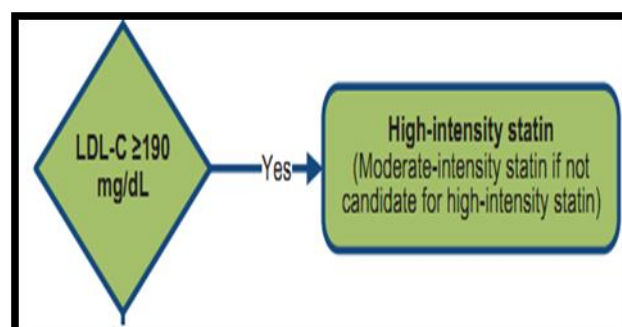 LDL-C ≥190
mg/dL
Yes
High-intensity statin
(Moderate-intensity statin if not
candidate for high-intensity statin)